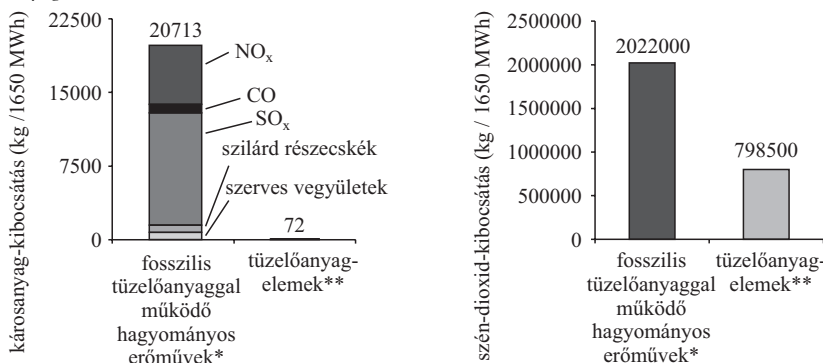 károsanyag-kibocsátás (kg /1650 MWh)
22500
15000
7500
0
20713
NOx
CO
SOx
szilárd részecskék
szerves vegyületek
72
fosszilis
tüzelőanyaggal
működő
hagyományos
erőművek*
tüzelőanyag-
elemek**
szén-dioxid-kibocsátás (kg / 1650 MWh)
2000000
1500000
1000000
500000
0
2022000
798500
fosszilis
tüzelőanyaggal
működő
hagyományos
erőművek*
tüzelőanyag-
elemek**